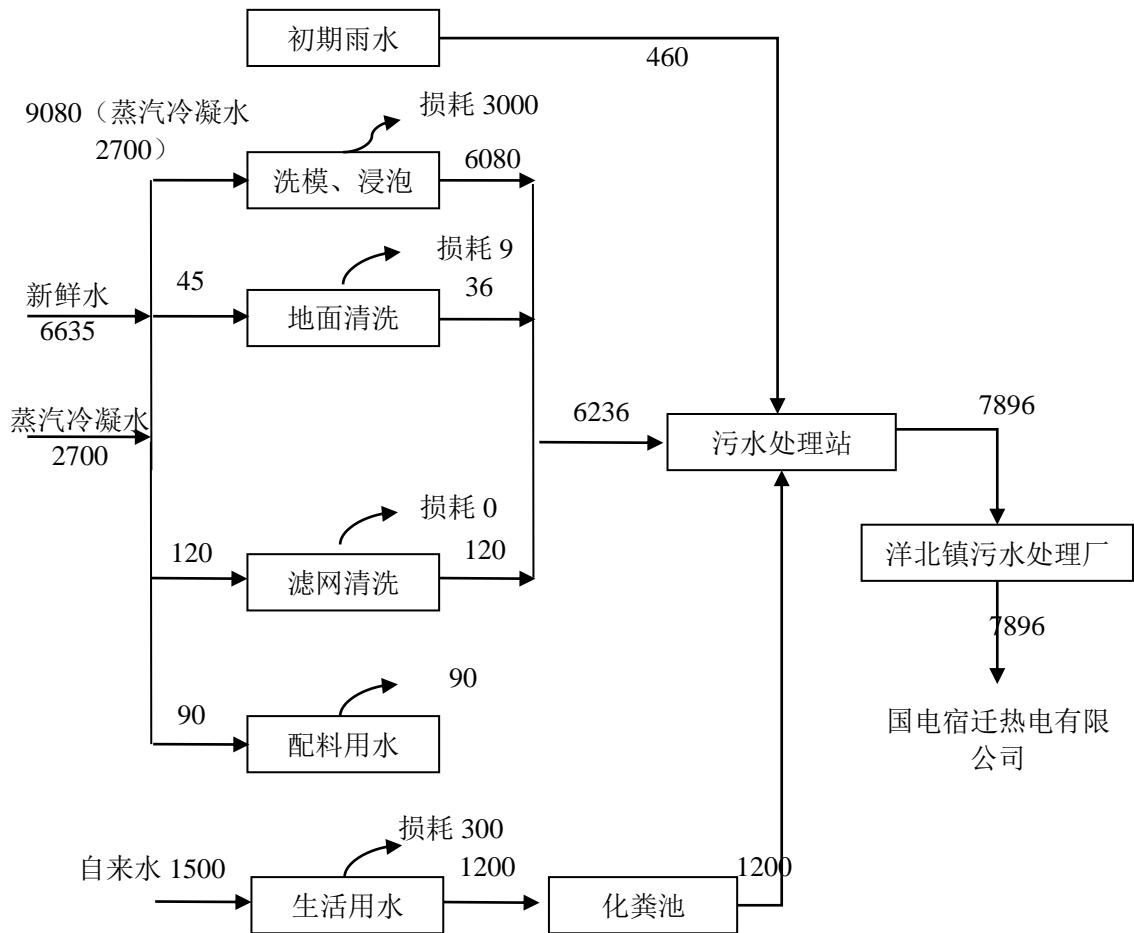 初期雨水
460
9080（蒸汽冷凝水
2700）
损耗 3000
洗模、浸泡
6080
损耗 9
新鲜水
6635
45
地面清洗
36
蒸汽冷凝水
2700
6236
污水处理站
7896
洋北镇污水处理厂
7896
国电宿迁热电有限
公司
损耗 0
120
滤网清洗
120
90
90
配料用水
损耗 300
自来水 1500
生活用水
1200
化粪池
1200